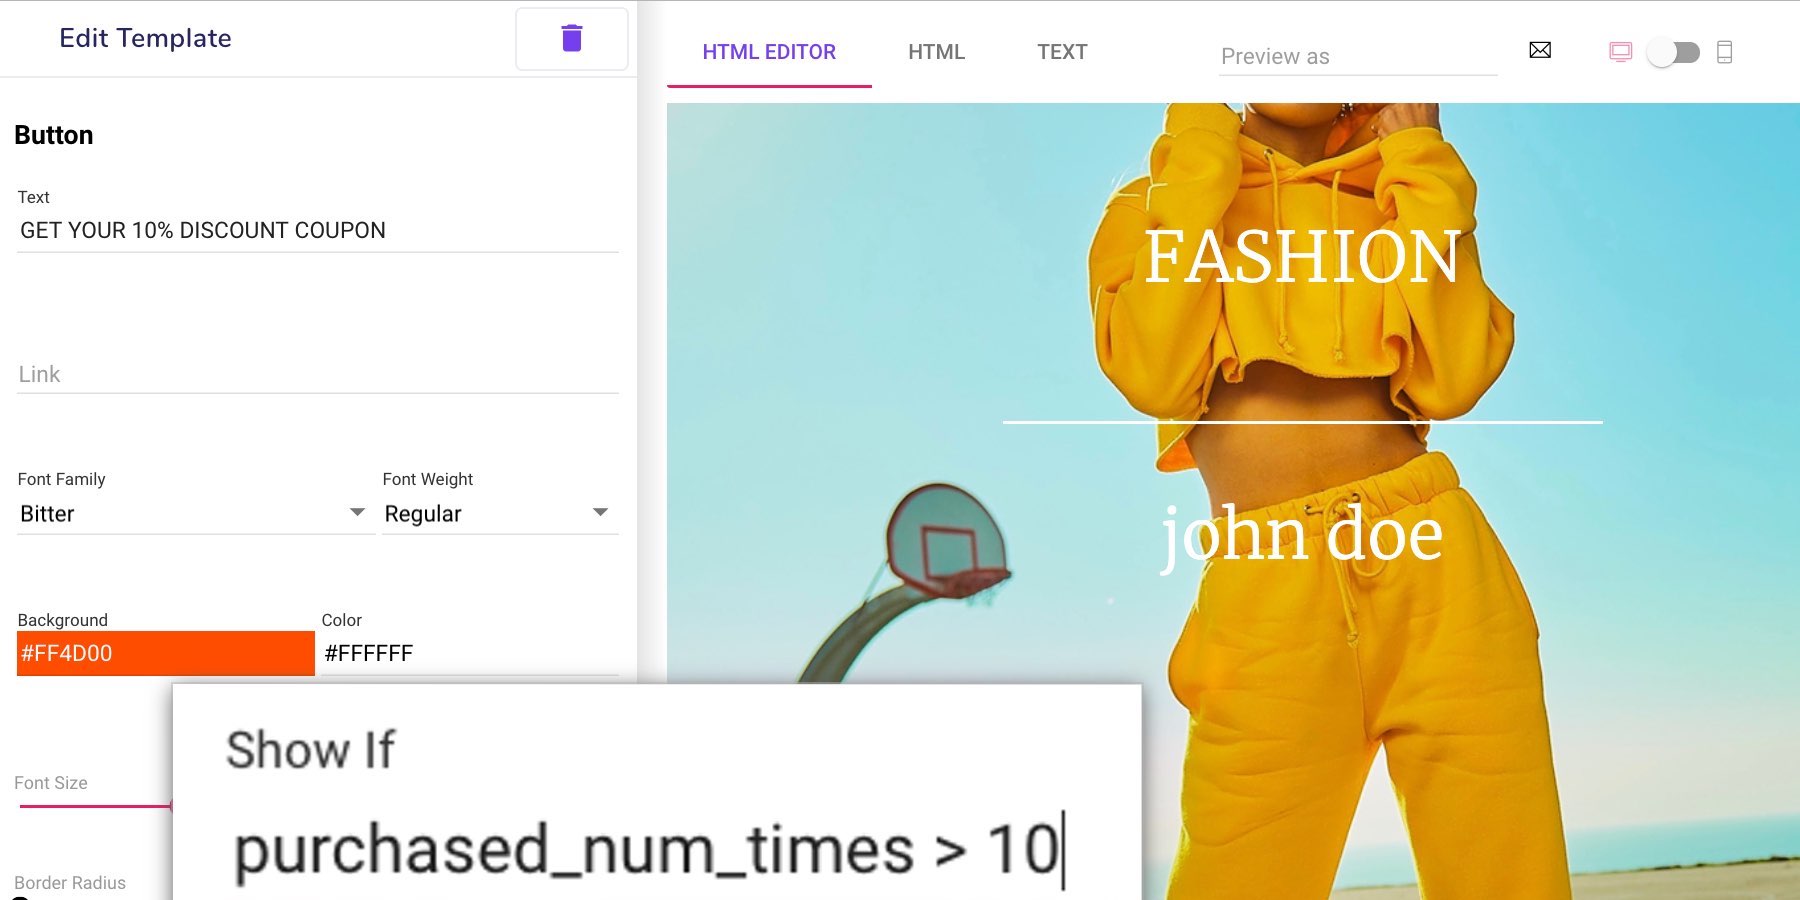 Edit Template
HTML EDITOR
HTML
TEXT
Preview as
Button
Text
GET YOUR 10% DISCOUNT COUPON
Link
Font Family
Font Weight
Bitter
Regular
Background
Color
#FF4D00
#FFFFFF
Font Size
Border Radius
Show If
purchased_num_times > 10
FASHION
john doe